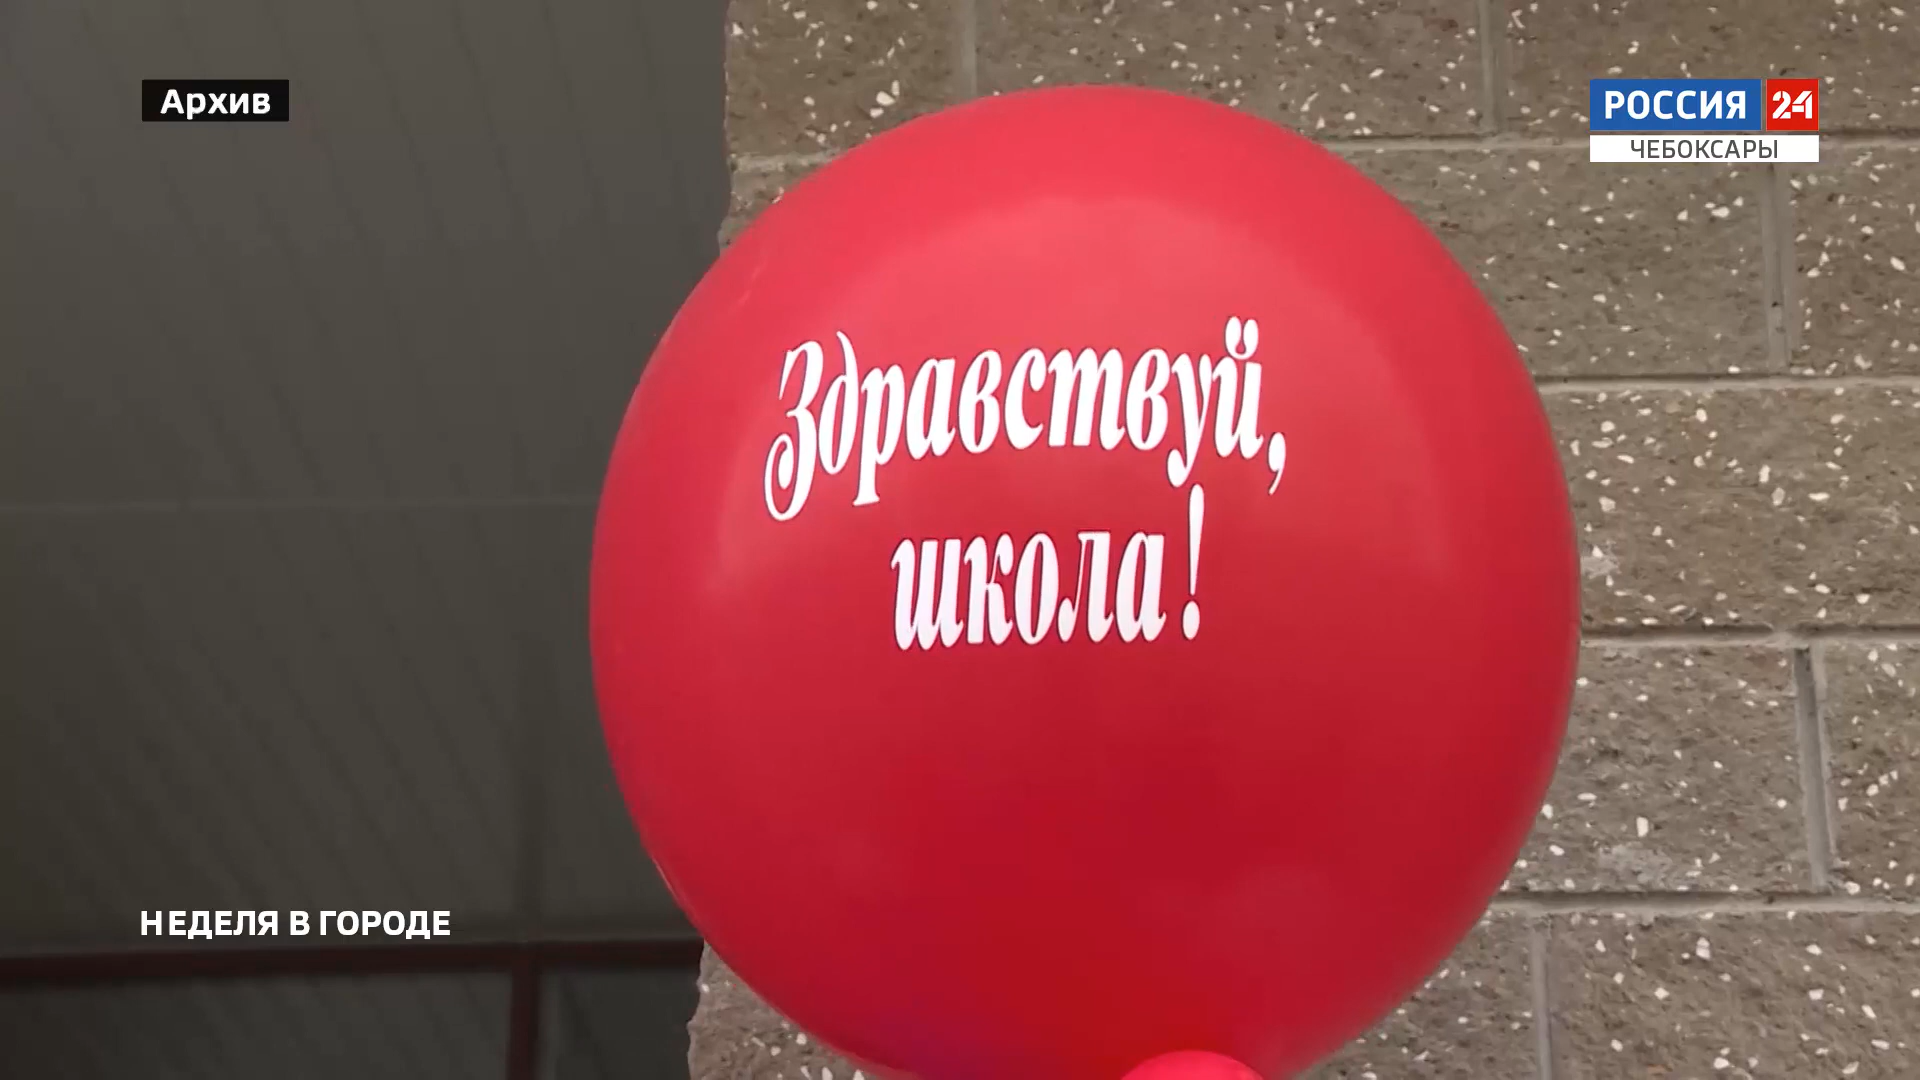 Архив
РОССИЯ 24
ЧЕБОКСАРЫ
Здравствуй,
школа!
НЕДЕЛЯ В ГОРОДЕ